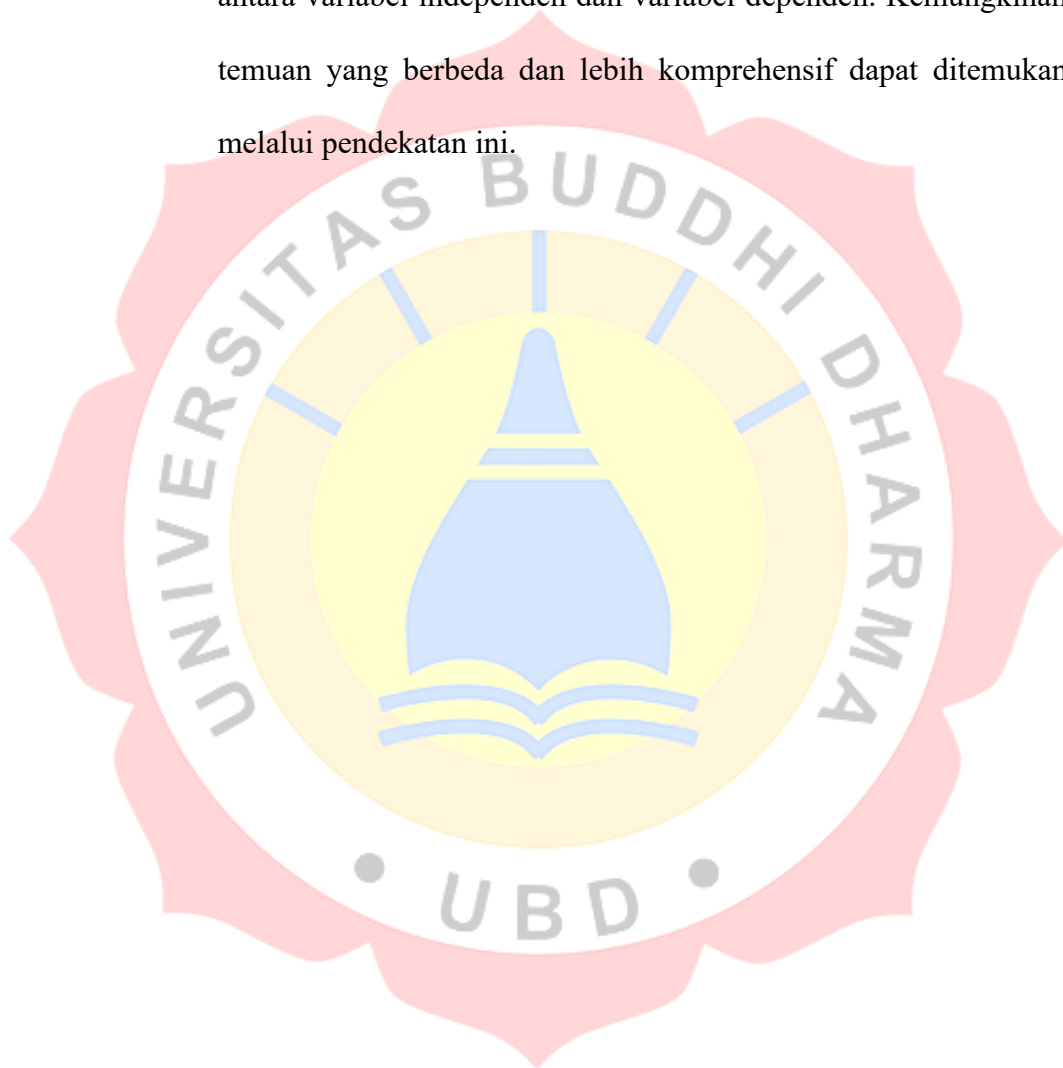 antara variabel independen dan variabel dependen. Kemungkinan
temuan yang berbeda dan lebih komprehensif dapat ditemukan
melalui pendekatan ini.
UNIVERSITAS BUDDHI DHARMA
• UBD •